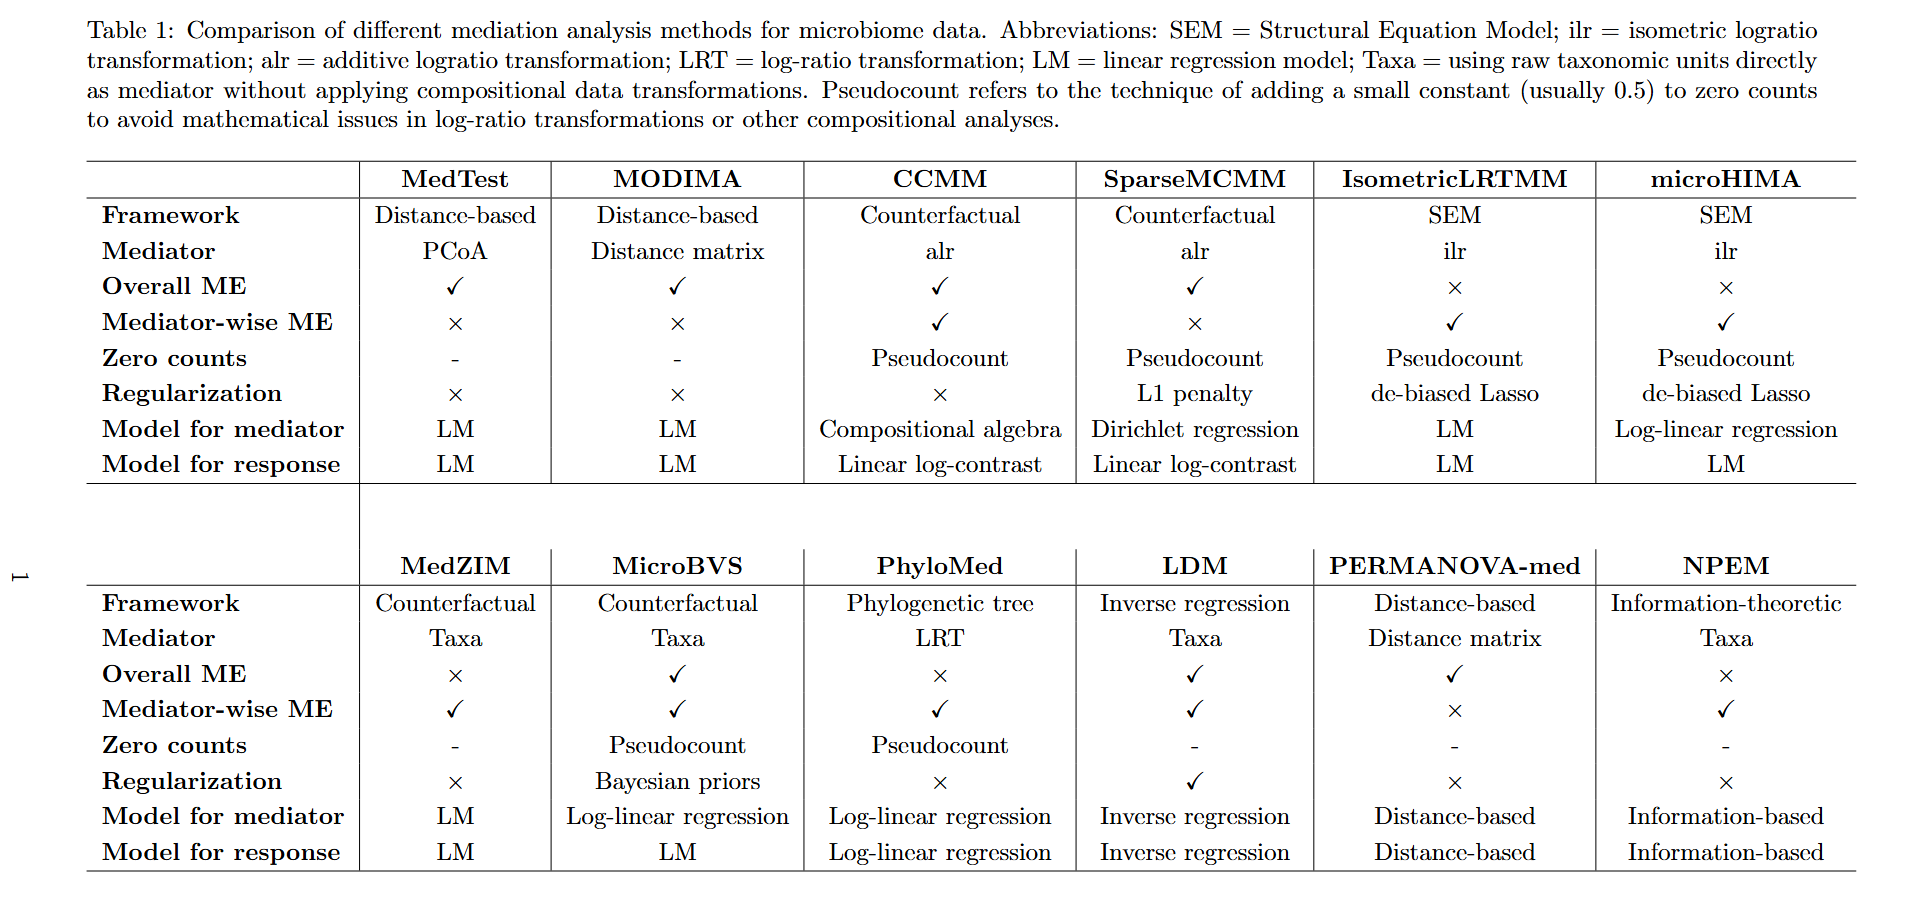 Table 1: Comparison of different mediation analysis methods for microbiome data. Abbreviations: SEM = Structural Equation Model; ilr = isometric logratio
transformation; alr = additive logratio transformation; LRT = log-ratio transformation; LM = linear regression model; Taxa = using raw taxonomic units directly
as mediator without applying compositional data transformations. Pseudocount refers to the technique of adding a small constant (usually 0.5) to zero counts
to avoid mathematical issues in log-ratio transformations or other compositional analyses.
MedTest MODIMA CCMM SparseMCMM IsometricLRTMM microHIMA
Framework Distance-based Distance-based Counterfactual Counterfactual SEM SEM
Mediator PCoA Distance matrix alr alr ilr ilr
Overall ME ✓ ✓ ✓ ✓ × ×
Mediator-wise ME × × ✓ × ✓ ✓
Zero counts - - Pseudocount Pseudocount Pseudocount Pseudocount
Regularization × × × L1 penalty de-biased Lasso de-biased Lasso
Model for mediator LM LM Compositional algebra Dirichlet regression LM Log-linear regression
Model for response LM LM Linear log-contrast Linear log-contrast LM LM
MedZIM MicroBVS PhyloMed LDM PERMANOVA-med NPEM
Framework Counterfactual Counterfactual Phylogenetic tree Inverse regression Distance-based Information-theoretic
Mediator Taxa Taxa LRT Taxa Distance matrix Taxa
Overall ME × ✓ × ✓ ✓ ×
Mediator-wise ME ✓ ✓ ✓ ✓ × ✓
Zero counts - Pseudocount Pseudocount - - -
Regularization × Bayesian priors × ✓ × ×
Model for mediator LM Log-linear regression Log-linear regression Inverse regression Distance-based Information-based
Model for response LM LM Log-linear regression Inverse regression Distance-based Information-based
1